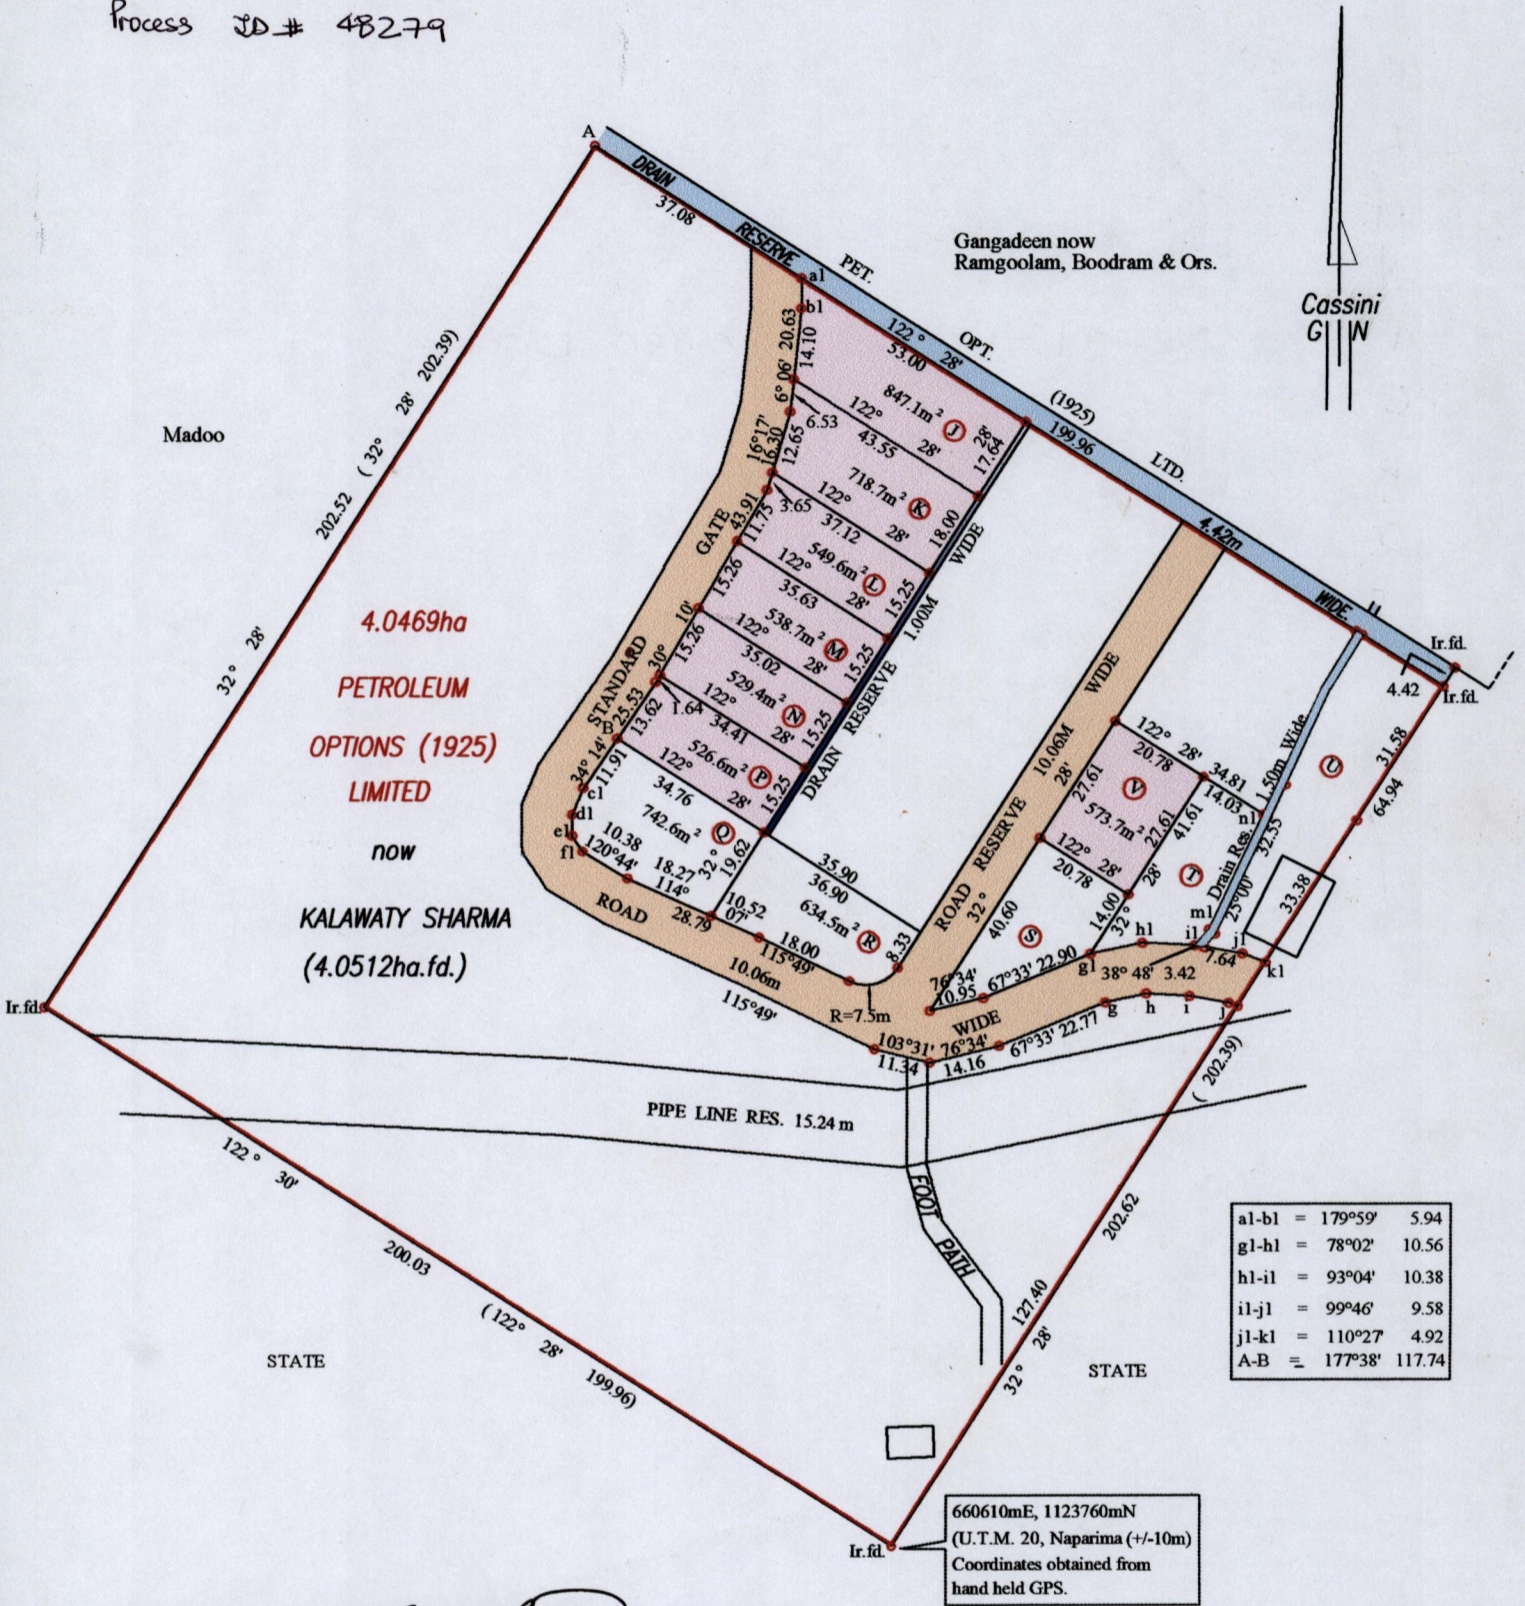 Process ID# 48279
A
DRAIN RESERVE 4.42m WIDE.
37.08
PET. OPT. (1925) LTD.
Gangadeen now
Ramgoolam, Boodram & Ors.
Cassini
G N
a1
b1
122° 28'
53.00
199.96
6° 06' 20.63
14.10
847.1m² J
122° 28'
43.55
28'
17.64
6.53
16°17'
16.30
12.65
718.7m² K
122° 28'
37.12
18.00
3.65
43.91
11.75
549.6m² L
122° 28'
35.63
15.25
15.26
538.7m² M
122° 28'
35.02
15.25
15.26
529.4m² N
122° 28'
34.41
15.25
1.64
13.62
526.6m² P
122° 28'
34.76
15.25
DRAIN RESERVE 1.00M WIDE
STANDARD GATE
30° 10'
B
34° 14' 25.53
11.91
c1
d1
e1
f1
742.6m² Q
32°
19.62
10.38
120°44'
18.27
114° 07'
28.79
10.52
35.90
36.90
634.5m² R
8.33
18.00
115°49'
R=7.5m
ROAD
10.06m
WIDE
115°49'
103°31'
11.34
76°34'
14.16
67°33' 22.77
g
h
i
j
ROAD RESERVE 10.06M WIDE
32° 28'
27.61
40.60
122° 28'
20.78
34.81
14.03
V
573.7m²
27.61
41.61
122° 28'
20.78
14.00
32° 28'
S
T
U
76°34'
10.95
67°33' 22.90
g1
h1
i1
j1
k1
m1
n1
38° 48' 3.42
7.64
Drain Res. 1.50m Wide
32.55
25°00'
Ir.fd.
4.42
Ir.fd.
31.58
64.94
33.38
( 202.39)
202.62
127.40
32° 28'
Madoo
202.52 ( 32° 28' 202.39)
32° 28'
4.0469ha
PETROLEUM
OPTIONS (1925)
LIMITED
now
KALAWATY SHARMA
(4.0512ha.fd.)
Ir.fd.
PIPE LINE RES. 15.24 m
FOOT PATH
122° 30'
200.03
(122° 28' 199.96)
STATE
STATE
a1-b1 = 179°59' 5.94
g1-h1 = 78°02' 10.56
h1-i1 = 93°04' 10.38
i1-j1 = 99°46' 9.58
j1-k1 = 110°27' 4.92
A-B = 177°38' 117.74
Ir.fd.
660610mE, 1123760mN
(U.T.M. 20, Naparima (+/-10m)
Coordinates obtained from
hand held GPS.